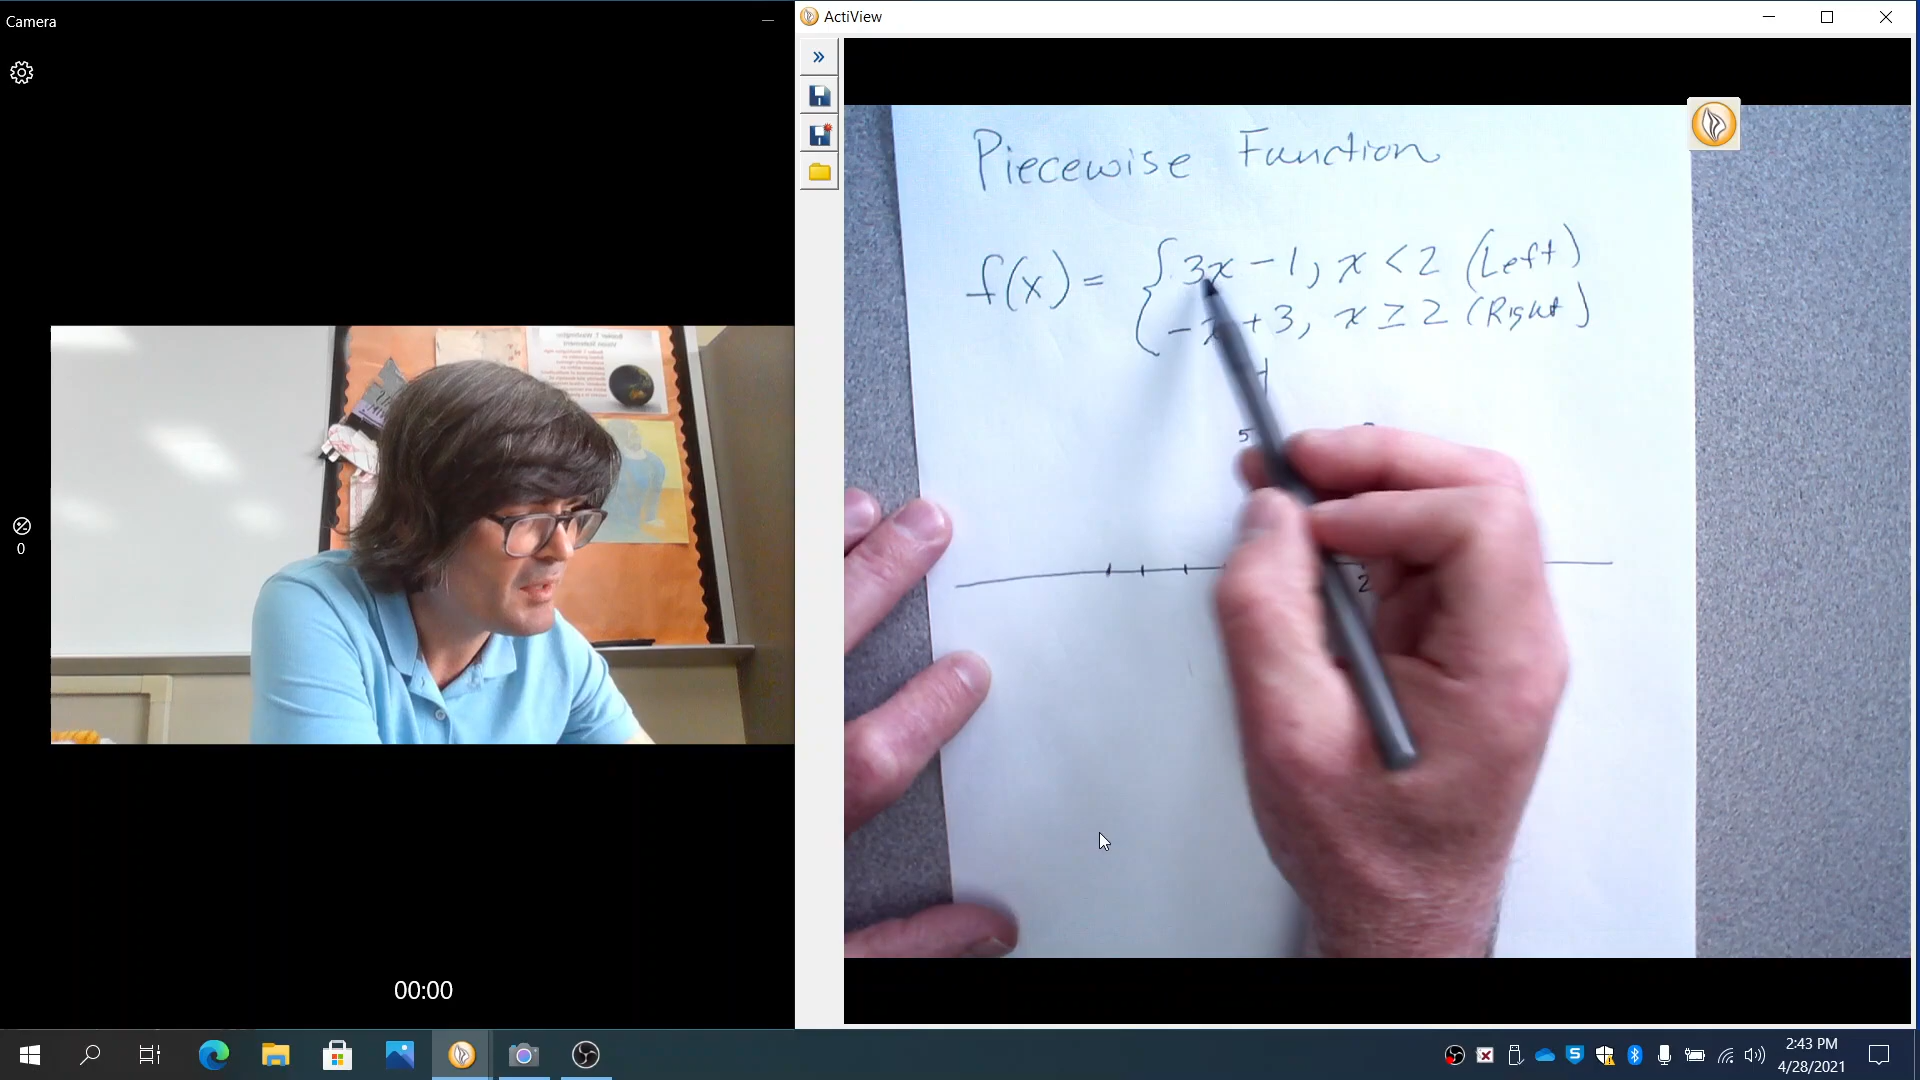 Camera
ActiView
0
00:00
Piecewise Function
f(x) = { 3x - 1, x < 2 (Left)
-x + 3, x ≥ 2 (Right)
5
2
2:43 PM
4/28/2021